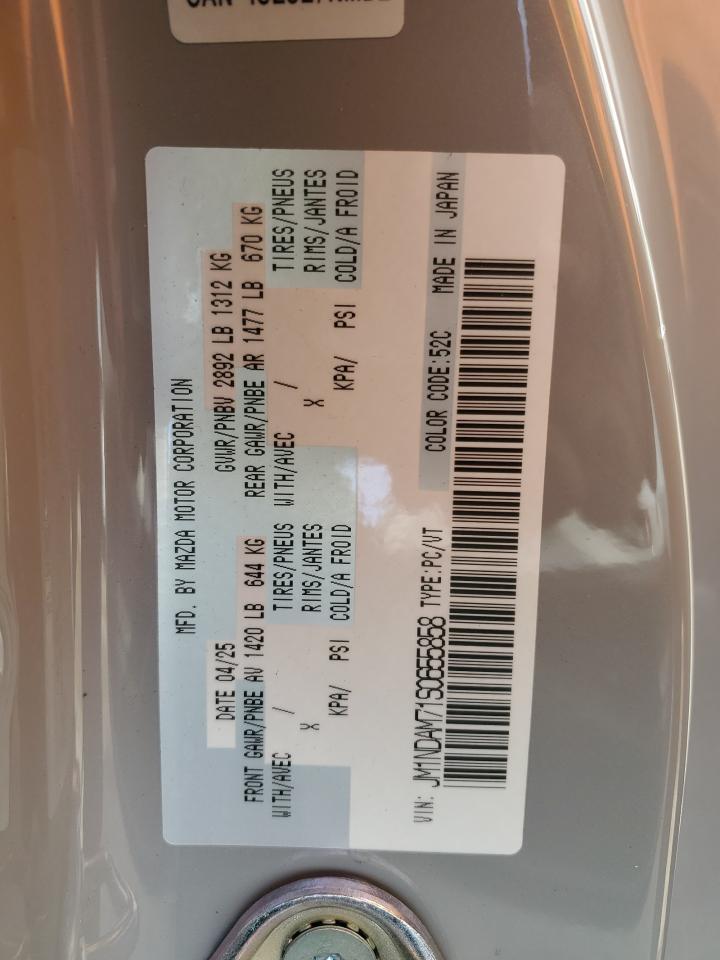 MFD. BY MAZDA MOTOR CORPORATION
DATE 04/25 GVWR/PNBV 2892 LB 1312 KG
FRONT GAWR/PNBE AV 1420 LB 644 KG REAR GAWR/PNBE AR 1477 LB 670 KG
WITH/AVEC / TIRES/PNEUS WITH/AVEC / TIRES/PNEUS
X RIMS/JANTES X RIMS/JANTES
KPA/ PSI COLD/A FROID KPA/ PSI COLD/A FROID
VIN: JM1NDAM71S0655858 TYPE:PC/VT COLOR CODE:52C MADE IN JAPAN